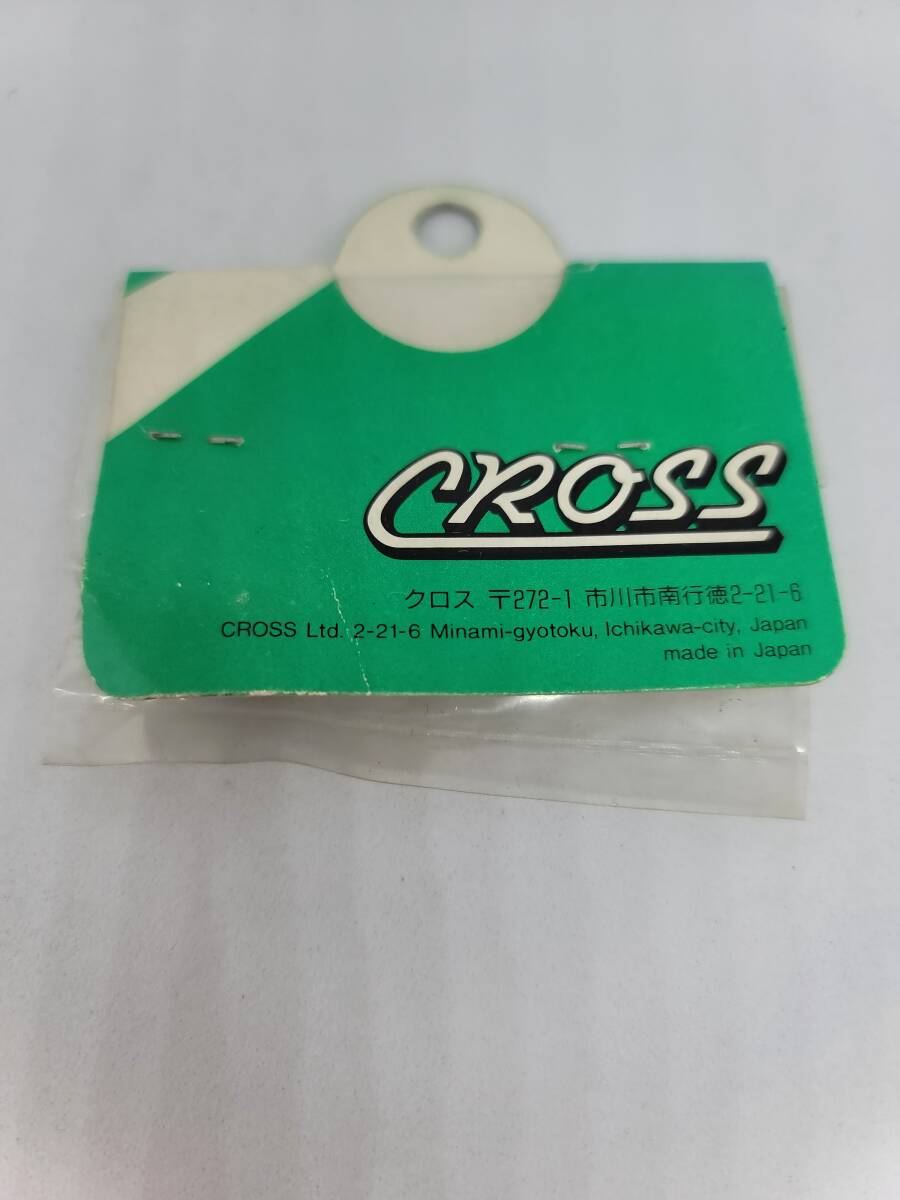 CROSS
クロス 〒272-1 市川市南行徳2-21-6
CROSS Ltd. 2-21-6 Minami-gyotoku, Ichikawa-city, Japan
made in Japan